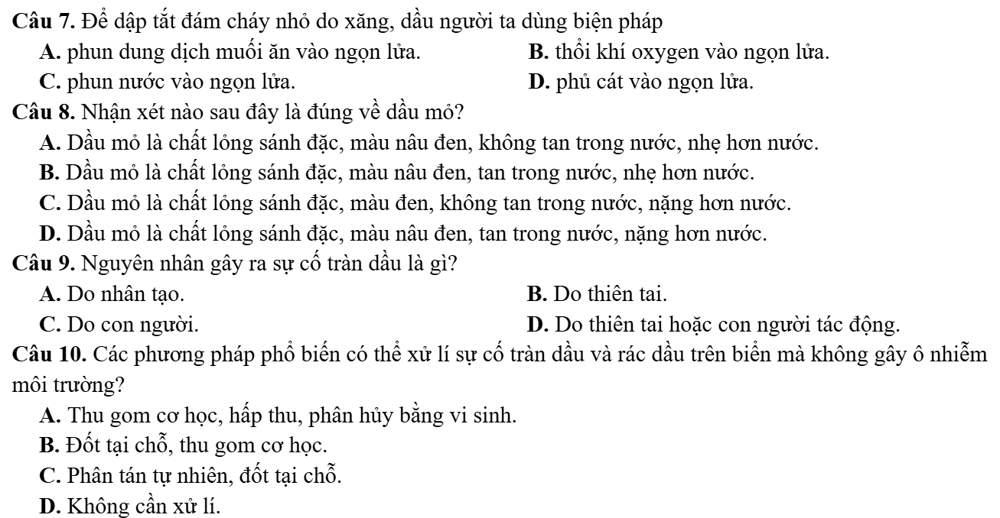 Câu 7. Để dập tắt đám cháy nhỏ do xăng, dầu người ta dùng biện pháp
A. phun dung dịch muối ăn vào ngọn lửa. B. thổi khí oxygen vào ngọn lửa.
C. phun nước vào ngọn lửa. D. phủ cát vào ngọn lửa.
Câu 8. Nhận xét nào sau đây là đúng về dầu mỏ?
A. Dầu mỏ là chất lỏng sánh đặc, màu nâu đen, không tan trong nước, nhẹ hơn nước.
B. Dầu mỏ là chất lỏng sánh đặc, màu nâu đen, tan trong nước, nhẹ hơn nước.
C. Dầu mỏ là chất lỏng sánh đặc, màu đen, không tan trong nước, nặng hơn nước.
D. Dầu mỏ là chất lỏng sánh đặc, màu nâu đen, tan trong nước, nặng hơn nước.
Câu 9. Nguyên nhân gây ra sự cố tràn dầu là gì?
A. Do nhân tạo. B. Do thiên tai.
C. Do con người. D. Do thiên tai hoặc con người tác động.
Câu 10. Các phương pháp phổ biến có thể xử lí sự cố tràn dầu và rác dầu trên biển mà không gây ô nhiễm
môi trường?
A. Thu gom cơ học, hấp thu, phân hủy bằng vi sinh.
B. Đốt tại chỗ, thu gom cơ học.
C. Phân tán tự nhiên, đốt tại chỗ.
D. Không cần xử lí.